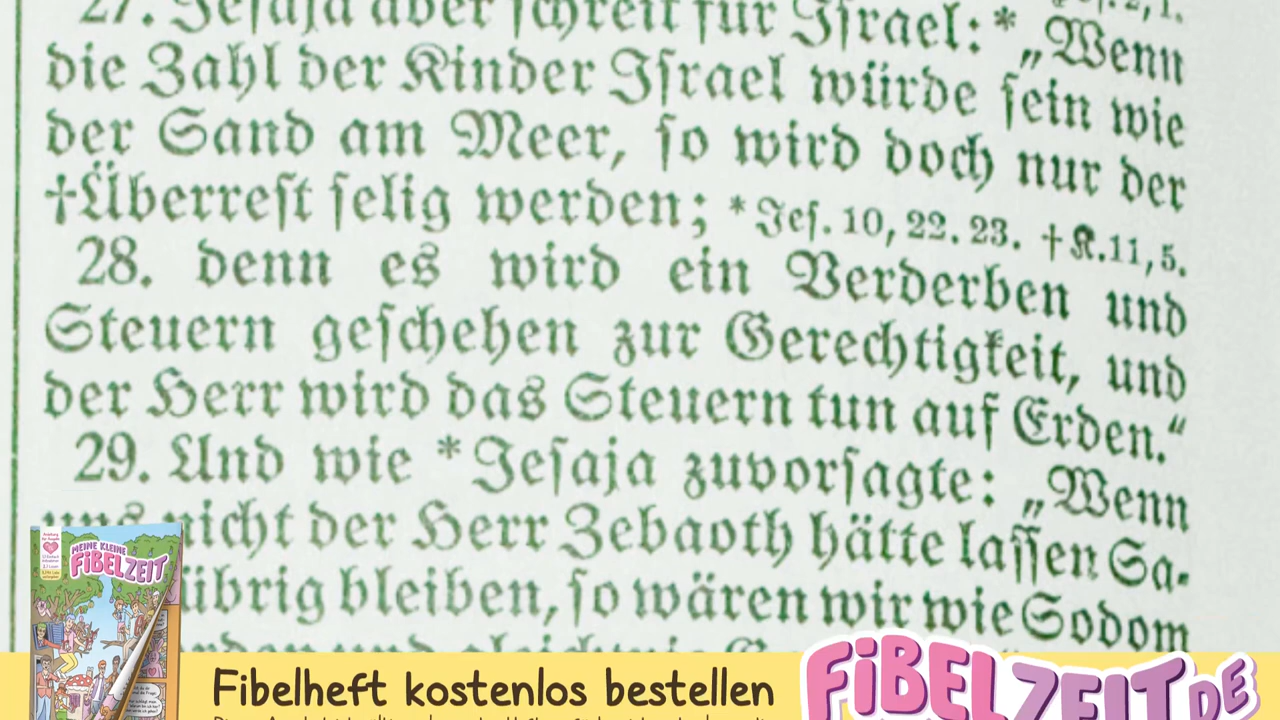 27. Jesaja aber schreit für Israel: * „Wenn
die Zahl der Kinder Israel würde sein wie
der Sand am Meer, so wird doch nur der
†Überrest selig werden; * Jes. 10, 22. 23. † K. 11, 5.
28. denn es wird ein Verderben und
Steuern geschehen zur Gerechtigkeit, und
der Herr wird das Steuern tun auf Erden.“
29. Und wie * Jesaja zuvorsagte: „Wenn
uns nicht der Herr Zebaoth hätte lassen Sa-
übrig bleiben, so wären wir wie Sodom
MEINE KLEINE
FiBELZEiT
Fibelheft kostenlos bestellen
FiBELZEiT.DE